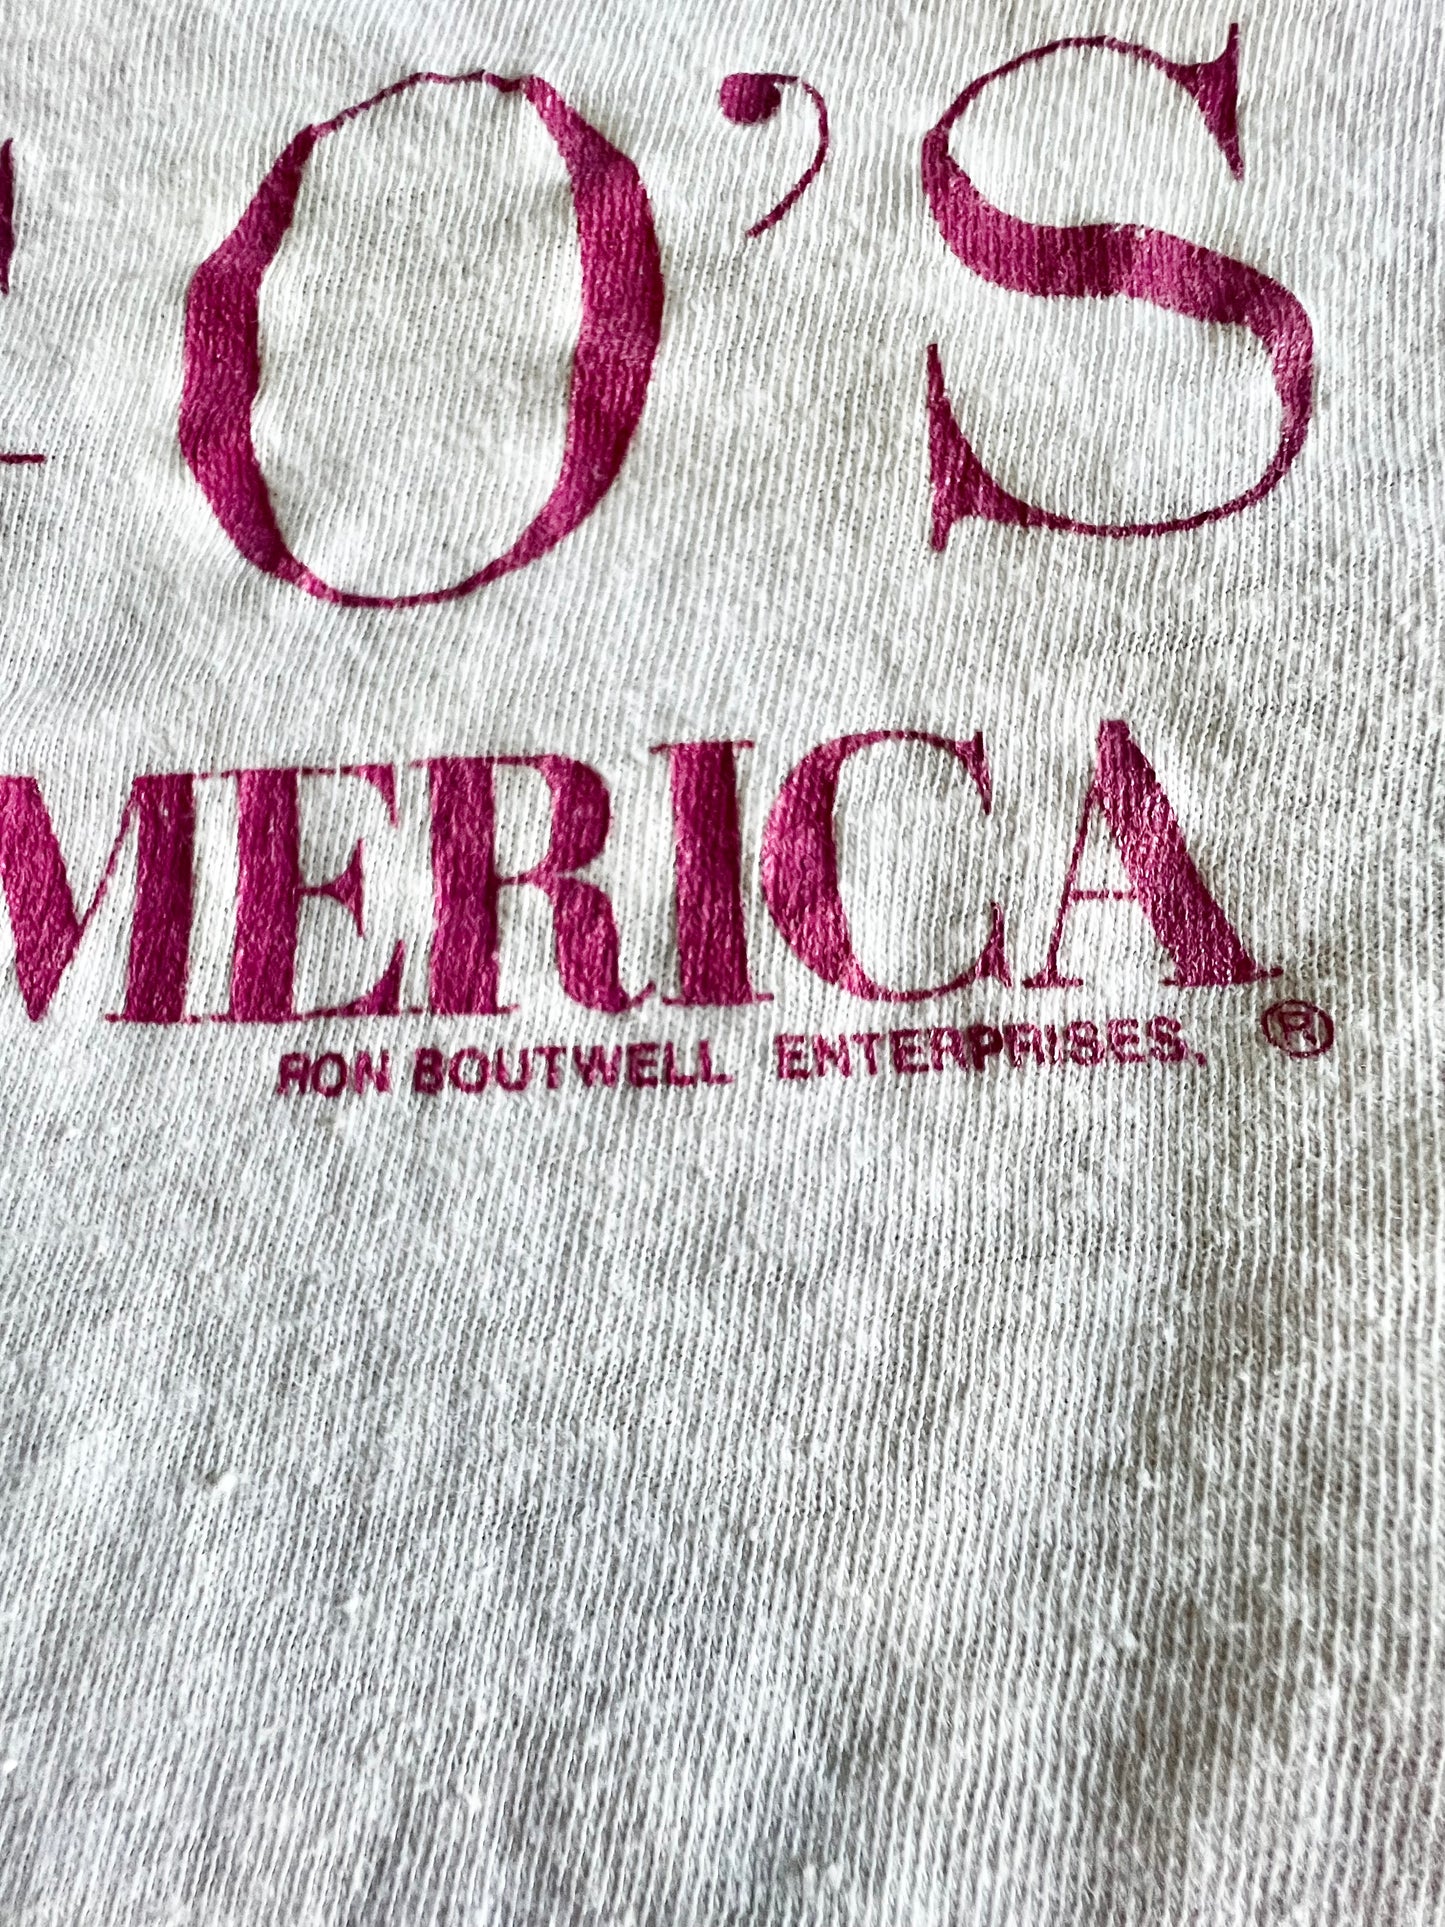 O'S
MERICA
RON BOUTWELL ENTERPRISES. ®